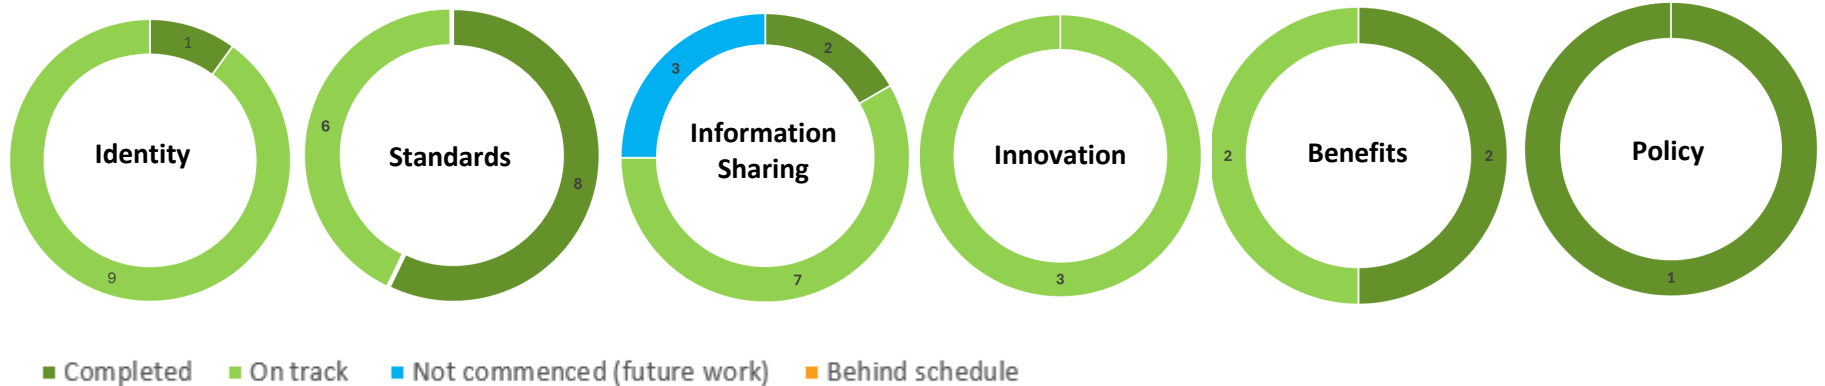 1
9
Identity
6
8
Standards
3
2
7
Information
Sharing
3
Innovation
2
2
Benefits
1
Policy
Completed
On track
Not commenced (future work)
Behind schedule